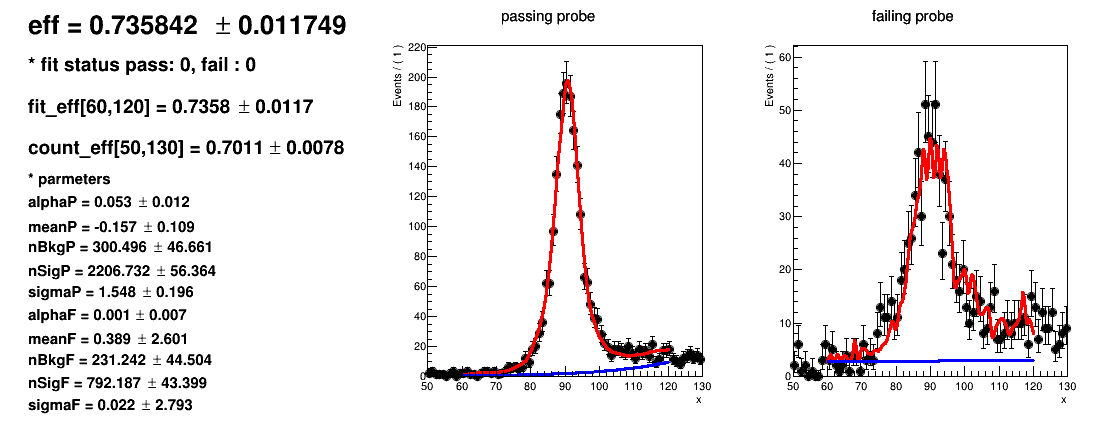 eff = 0.735842 ± 0.011749
* fit status pass: 0, fail : 0
fit_eff[60,120] = 0.7358 ± 0.0117
count_eff[50,130] = 0.7011 ± 0.0078
* parmeters
alphaP = 0.053 ± 0.012
meanP = -0.157 ± 0.109
nBkgP = 300.496 ± 46.661
nSigP = 2206.732 ± 56.364
sigmaP = 1.548 ± 0.196
alphaF = 0.001 ± 0.007
meanF = 0.389 ± 2.601
nBkgF = 231.242 ± 44.504
nSigF = 792.187 ± 43.399
sigmaF = 0.022 ± 2.793
passing probe
Events / ( 1 )
220
200
180
160
140
120
100
80
60
40
20
0
50 60 70 80 90 100 110 120 130
x
failing probe
Events / ( 1 )
60
50
40
30
20
10
0
50 60 70 80 90 100 110 120 130
x